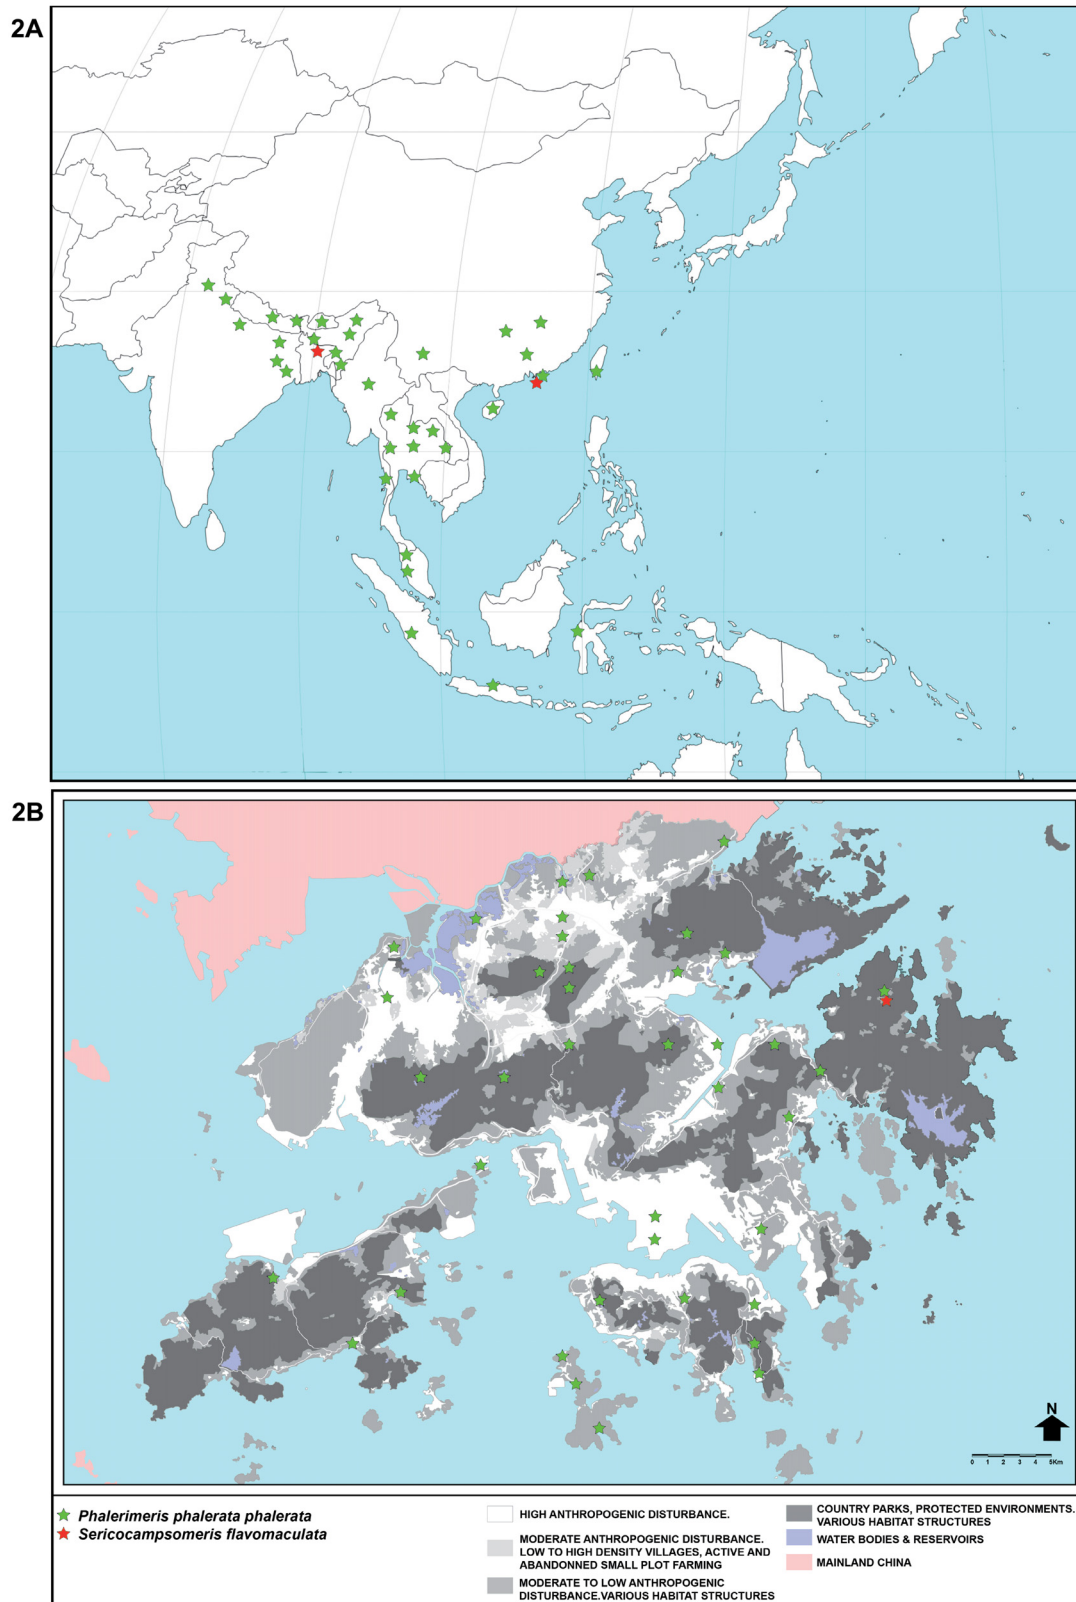 2A
2B
N
0 1 2 3 4 5Km
Phalerimeris phalerata phalerata
Sericocampsomeris flavomaculata
HIGH ANTHROPOGENIC DISTURBANCE.
MODERATE ANTHROPOGENIC DISTURBANCE.
LOW TO HIGH DENSITY VILLAGES, ACTIVE AND
ABANDONNED SMALL PLOT FARMING
MODERATE TO LOW ANTHROPOGENIC
DISTURBANCE.VARIOUS HABITAT STRUCTURES
COUNTRY PARKS, PROTECTED ENVIRONMENTS.
VARIOUS HABITAT STRUCTURES
WATER BODIES & RESERVOIRS
MAINLAND CHINA